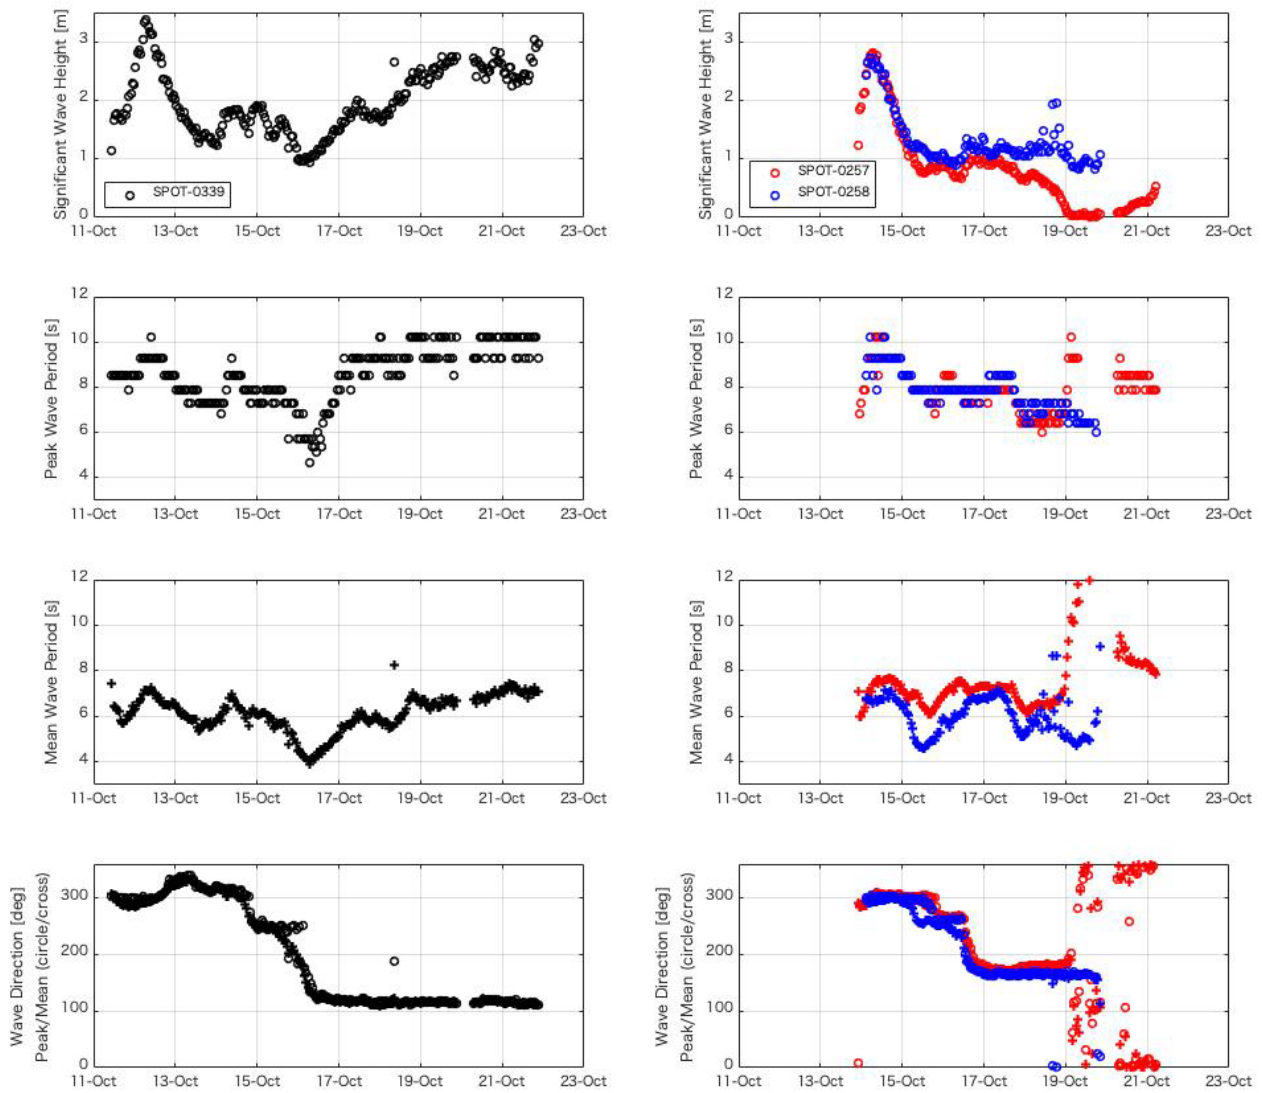 Significant Wave Height [m]
3
2
1
0
SPOT-0339
11-Oct 13-Oct 15-Oct 17-Oct 19-Oct 21-Oct 23-Oct
Significant Wave Height [m]
3
2
1
0
SPOT-0257
SPOT-0258
11-Oct 13-Oct 15-Oct 17-Oct 19-Oct 21-Oct 23-Oct
Peak Wave Period [s]
12
10
8
6
4
11-Oct 13-Oct 15-Oct 17-Oct 19-Oct 21-Oct 23-Oct
Peak Wave Period [s]
12
10
8
6
4
11-Oct 13-Oct 15-Oct 17-Oct 19-Oct 21-Oct 23-Oct
Mean Wave Period [s]
12
10
8
6
4
11-Oct 13-Oct 15-Oct 17-Oct 19-Oct 21-Oct 23-Oct
Mean Wave Period [s]
12
10
8
6
4
11-Oct 13-Oct 15-Oct 17-Oct 19-Oct 21-Oct 23-Oct
Wave Direction [deg]
Peak/Mean (circle/cross)
300
200
100
0
11-Oct 13-Oct 15-Oct 17-Oct 19-Oct 21-Oct 23-Oct
Wave Direction [deg]
Peak/Mean (circle/cross)
300
200
100
0
11-Oct 13-Oct 15-Oct 17-Oct 19-Oct 21-Oct 23-Oct